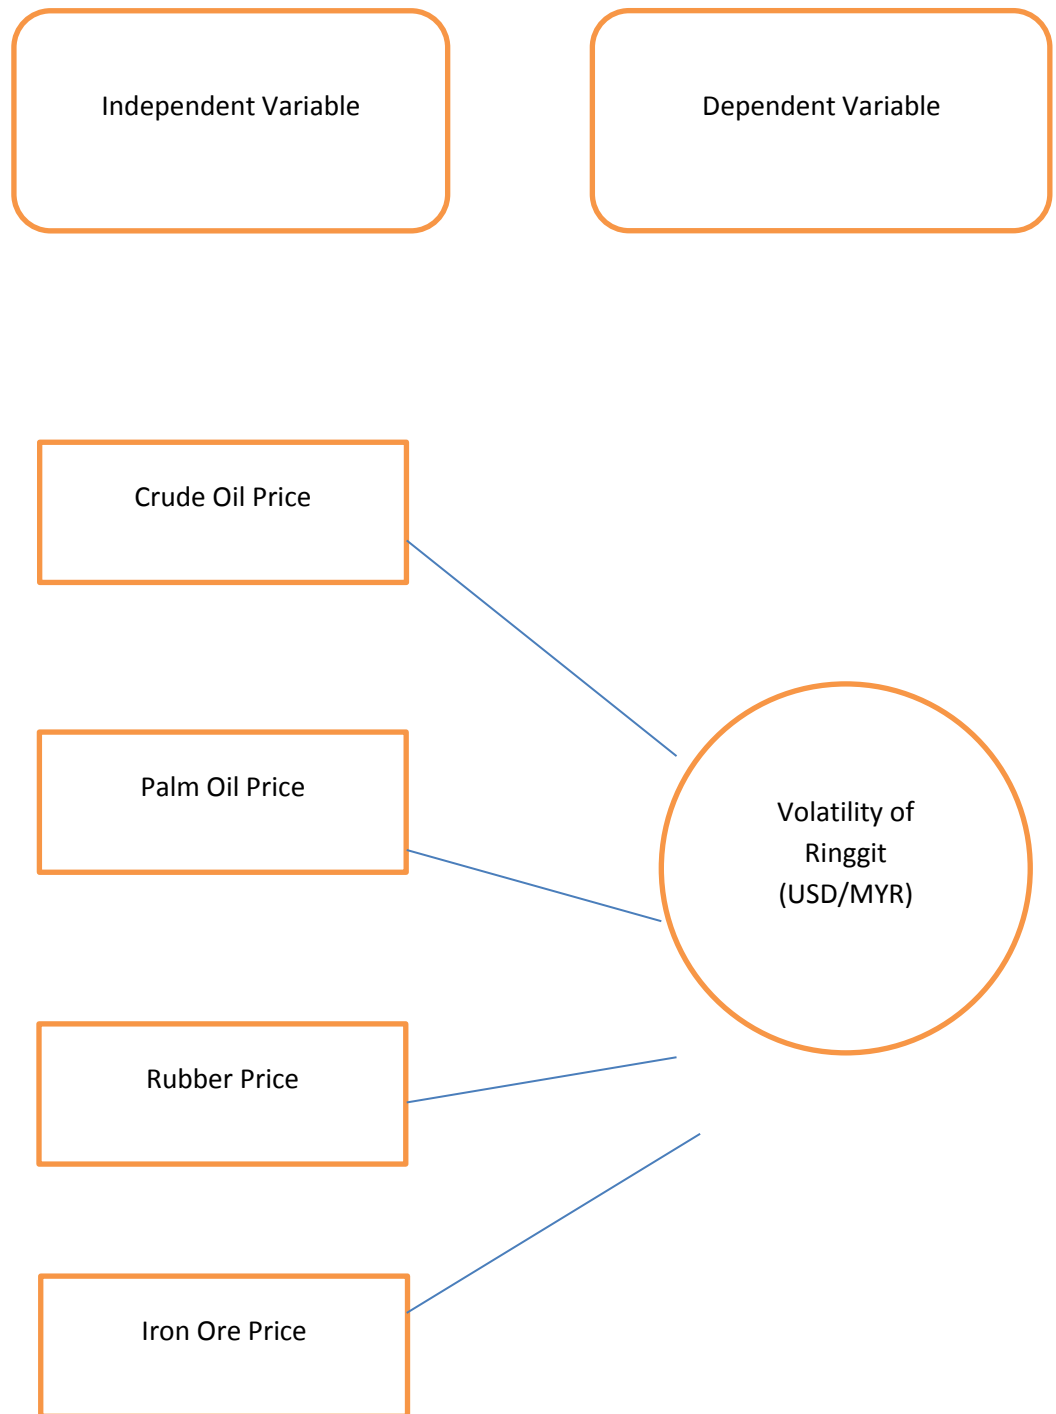 Independent Variable
Dependent Variable
Crude Oil Price
Palm Oil Price
Volatility of
Ringgit
(USD/MYR)
Rubber Price
Iron Ore Price